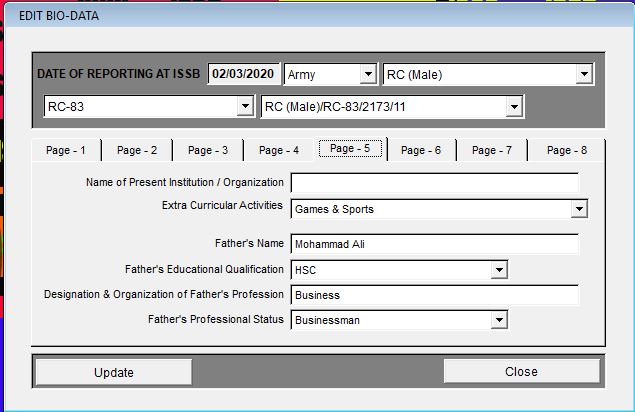 EDIT BIO-DATA
DATE OF REPORTING AT ISSB 02/03/2020 Army RC (Male)
RC-83 RC (Male)/RC-83/2173/11
Page - 1 Page - 2 Page - 3 Page - 4 Page - 5 Page - 6 Page - 7 Page - 8
Name of Present Institution / Organization
Extra Curricular Activities Games & Sports
Father's Name Mohammad Ali
Father's Educational Qualification HSC
Designation & Organization of Father's Profession Business
Father's Professional Status Businessman
Update Close